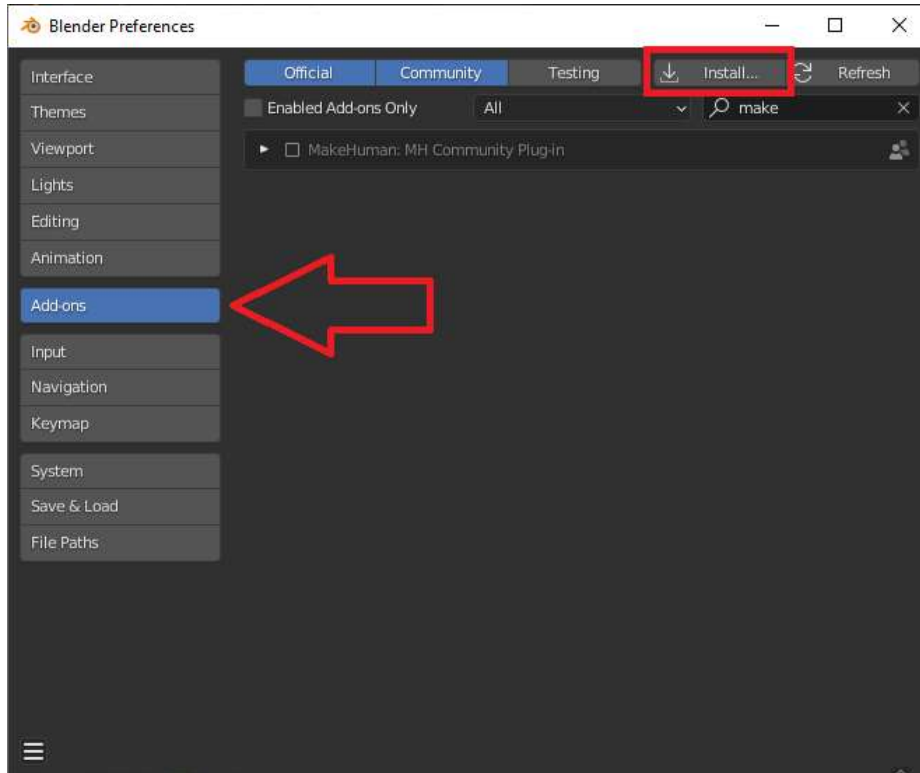 Blender Preferences
Interface
Themes
Viewport
Lights
Editing
Animation
Add-ons
Input
Navigation
Keymap
System
Save & Load
File Paths
Official Community Testing Install... Refresh
Enabled Add-ons Only All make
MakeHuman: MH Community Plug-in